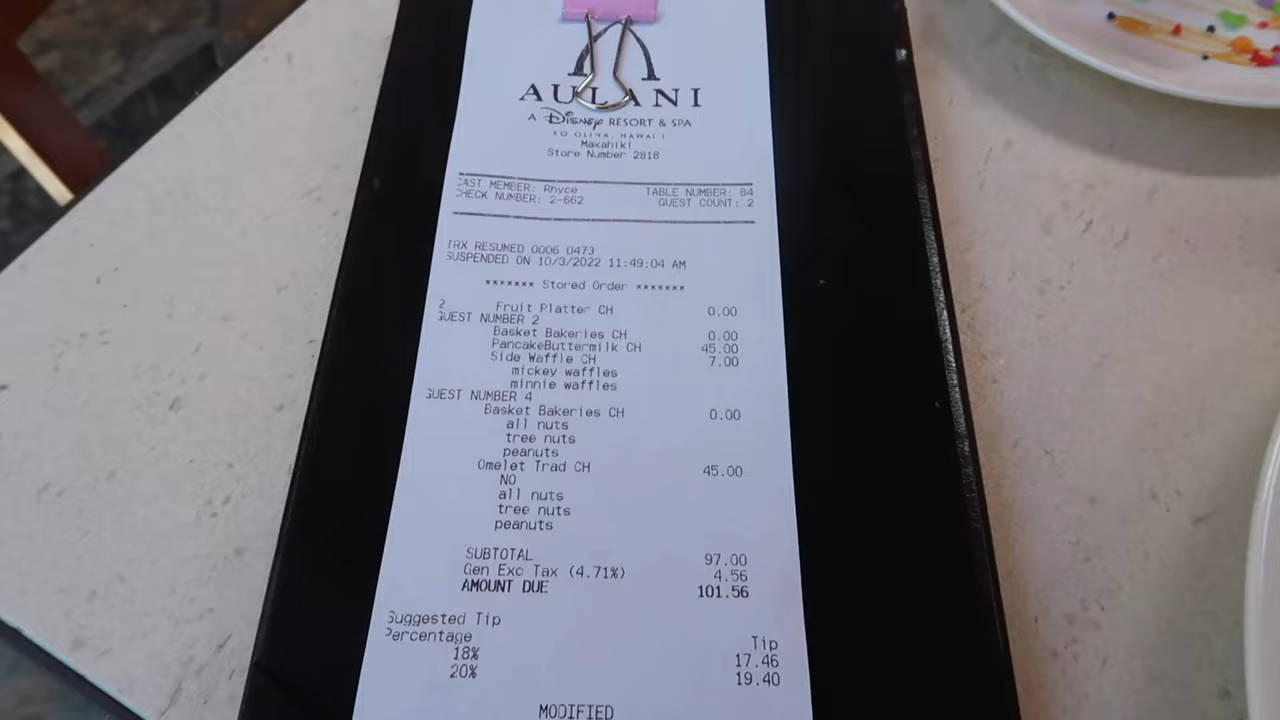 AULANI
A Disney RESORT & SPA
KO OLINA, HAWAI I
Makahiki
Store Number 2818
CAST MEMBER: Rhyce TABLE NUMBER: 84
CHECK NUMBER: 2-662 GUEST COUNT: 2
TRX RESUMED 0006 0473
SUSPENDED ON 10/3/2022 11:49:04 AM
******* Stored Order *******
2 Fruit Platter CH 0.00
GUEST NUMBER 2
Basket Bakeries CH 0.00
PancakeButtermilk CH 45.00
Side Waffle CH 7.00
mickey waffles
minnie waffles
GUEST NUMBER 4
Basket Bakeries CH 0.00
all nuts
tree nuts
peanuts
Omelet Trad CH 45.00
NO
all nuts
tree nuts
peanuts
SUBTOTAL 97.00
Gen Exc Tax (4.71%) 4.56
AMOUNT DUE 101.56
Suggested Tip
Percentage Tip
18% 17.46
20% 19.40
MODIFIED